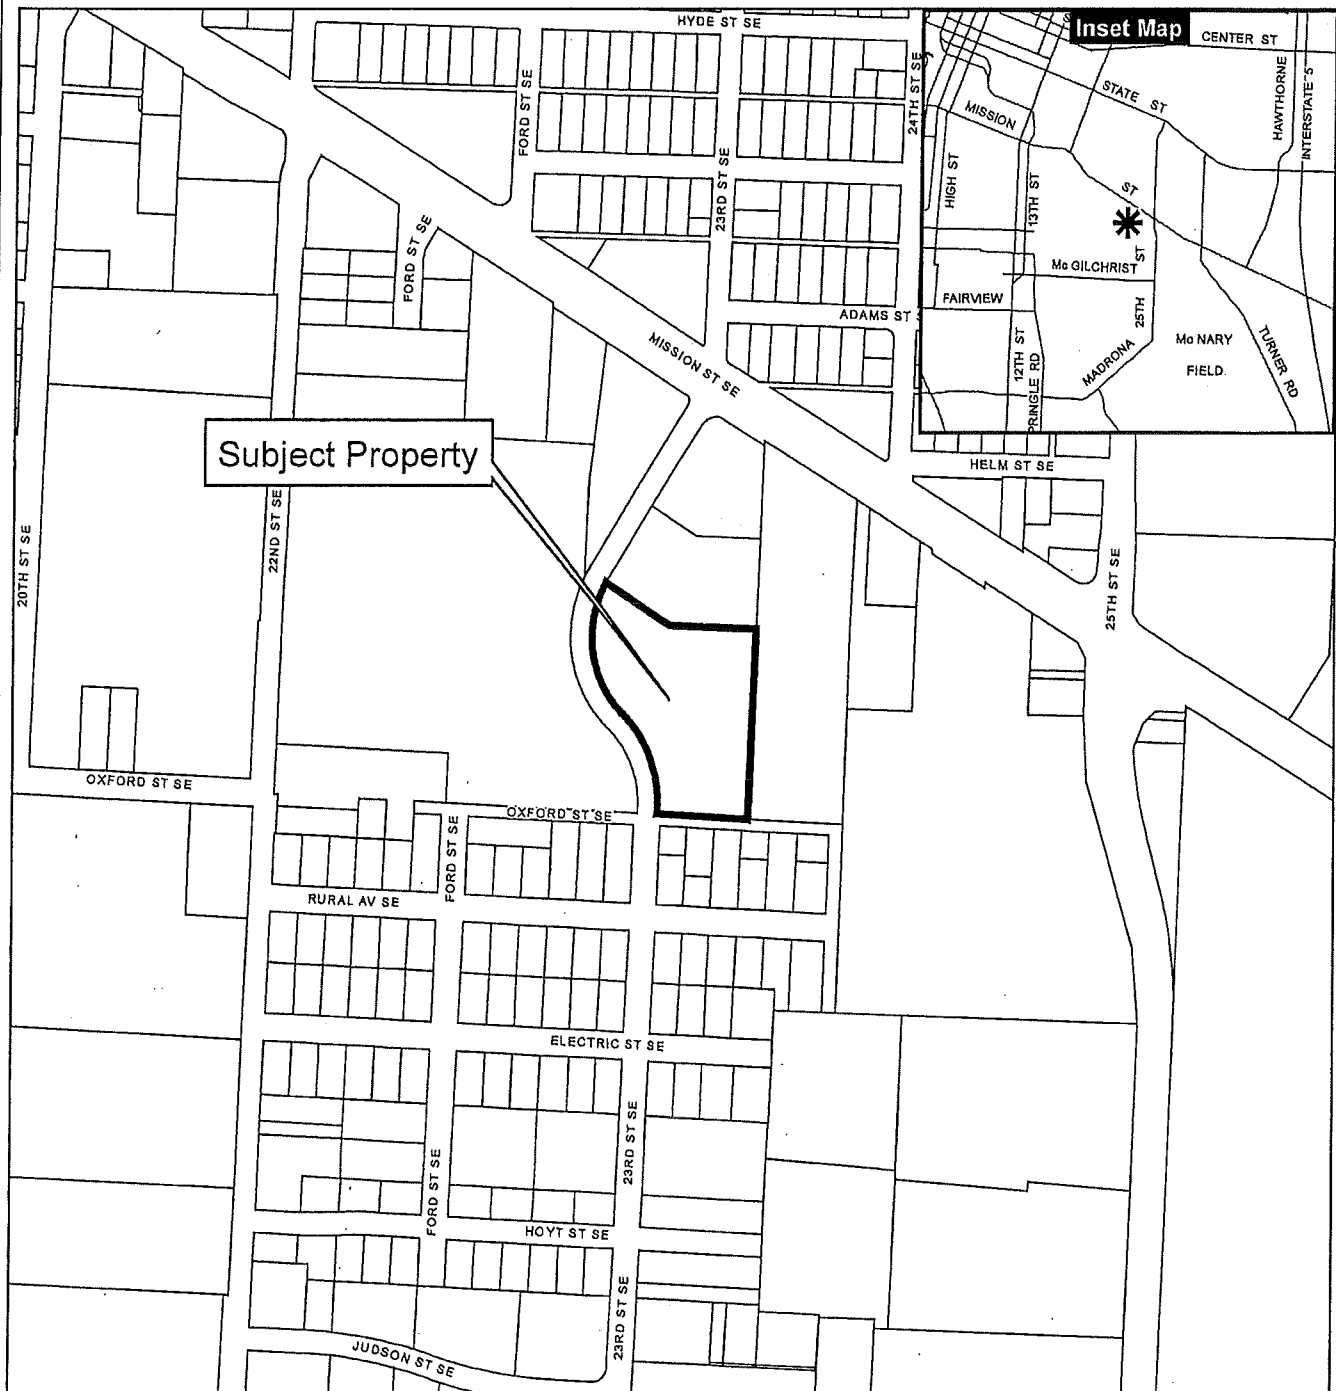 HYDE ST SE
FORD ST SE
23RD ST SE
24TH ST SE
FORD ST SE
ADAMS ST S
MISSION ST SE
Subject Property
HELM ST SE
20TH ST SE
22ND ST SE
25TH ST SE
OXFORD ST SE
OXFORD ST SE
FORD ST SE
RURAL AV SE
ELECTRIC ST SE
23RD ST SE
FORD ST SE
HOYT ST SE
23RD ST SE
JUDSON ST SE
Inset Map
CENTER ST
HAWTHORNE
INTERSTATE 5
STATE ST
MISSION
ST
HIGH ST
13TH ST
Mc GILCHRIST
ST
25TH
FAIRVIEW
12TH ST
PRINGLE RD
MADRONA
Mc NARY
FIELD
TURNER RD